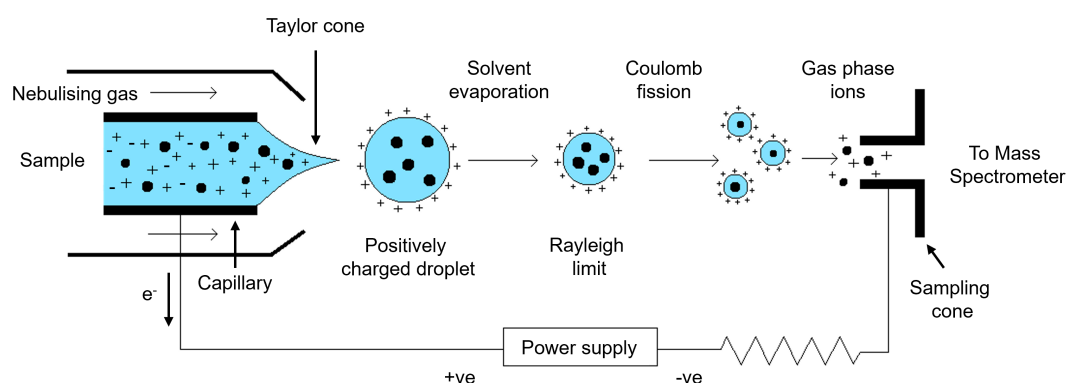 Taylor cone
Nebulising gas
Solvent
evaporation
Coulomb
fission
Gas phase
ions
Sample
To Mass
Spectrometer
Positively
charged droplet
Rayleigh
limit
Capillary
Sampling
cone
e-
Power supply
+ve
-ve